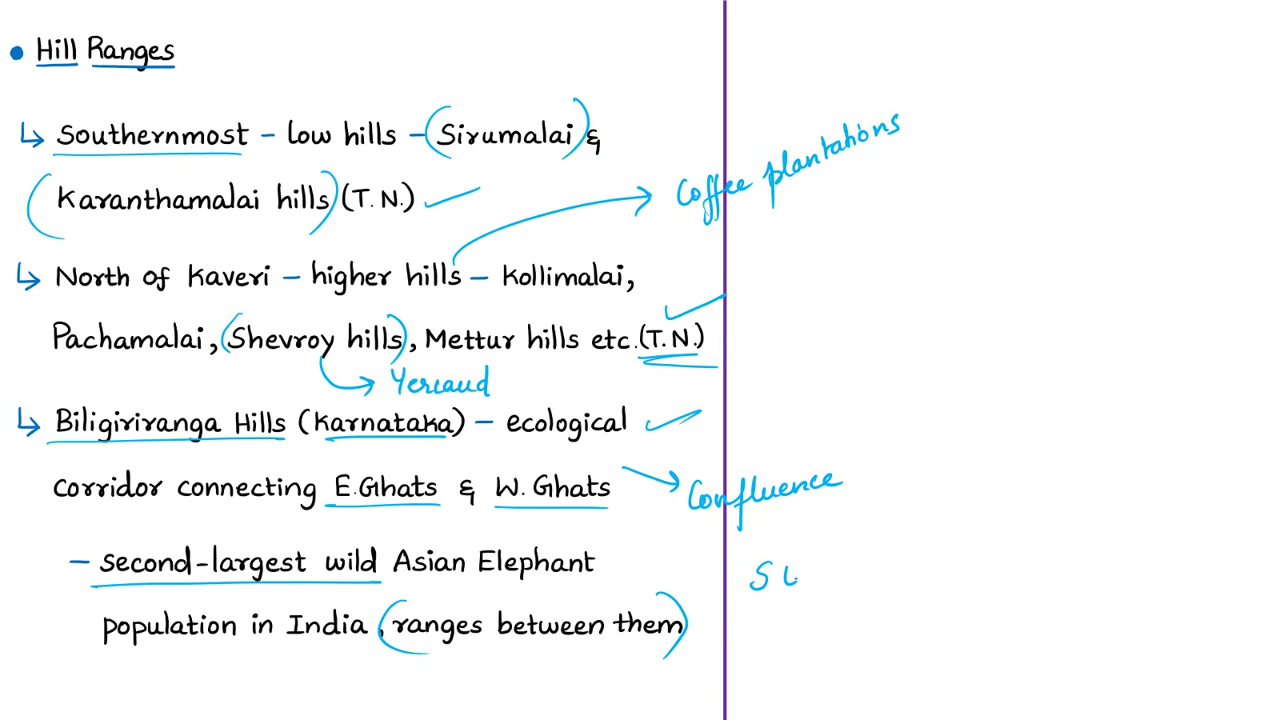 • Hill Ranges
↳ Southernmost – low hills – (Sirumalai) &
(Karanthamalai hills) (T.N.)
Coffee plantations
↳ North of Kaveri – higher hills – Kollimalai,
Pachamalai, (Shevroy hills), Mettur hills etc. (T.N.)
Yercaud
↳ Biligiriranga Hills (Karnataka) – ecological
corridor connecting E.Ghats & W. Ghats
Confluence
– second-largest wild Asian Elephant
population in India, (ranges between them)